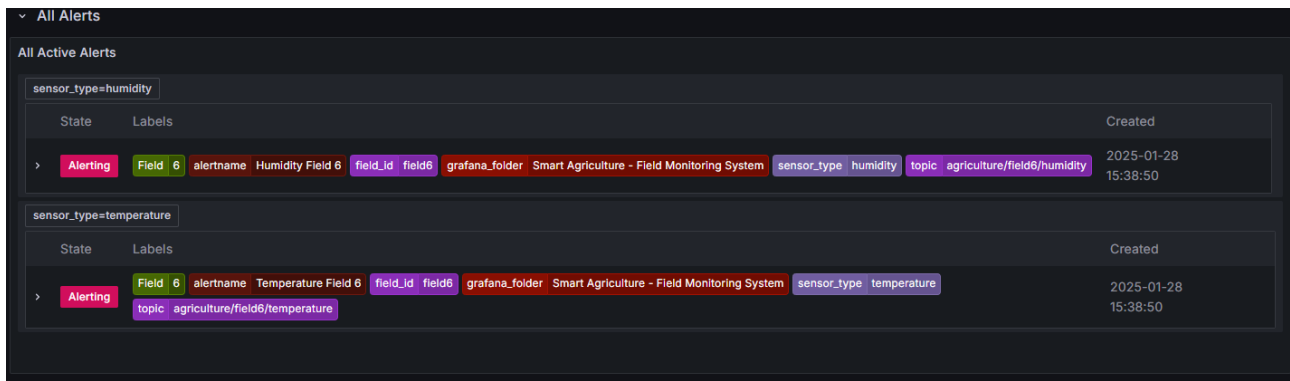 All Alerts
All Active Alerts
sensor_type=humidity
State Labels Created
Alerting Field 6 alertname Humidity Field 6 field_id field6 grafana_folder Smart Agriculture - Field Monitoring System sensor_type humidity topic agriculture/field6/humidity 2025-01-28
15:38:50
sensor_type=temperature
State Labels Created
Alerting Field 6 alertname Temperature Field 6 field_id field6 grafana_folder Smart Agriculture - Field Monitoring System sensor_type temperature 2025-01-28
topic agriculture/field6/temperature 15:38:50